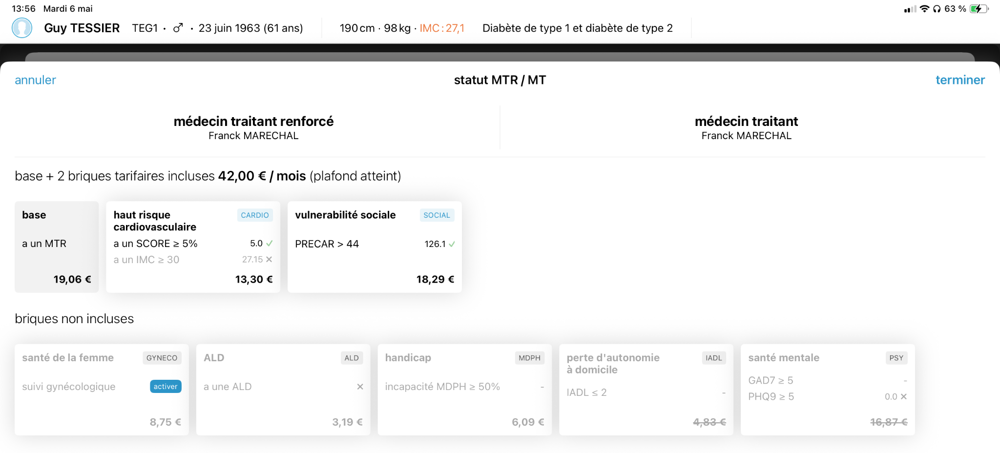 13:56 Mardi 6 mai 63 %
Guy TESSIER TEG1 · ♂ · 23 juin 1963 (61 ans) 190 cm · 98 kg · IMC : 27,1 Diabète de type 1 et diabète de type 2
annuler statut MTR / MT terminer
médecin traitant renforcé
Franck MARECHAL
médecin traitant
Franck MARECHAL
base + 2 briques tarifaires incluses 42,00 € / mois (plafond atteint)
base
a un MTR
19,06 €
haut risque CARDIO
cardiovasculaire
a un SCORE ≥ 5% 5.0 ✓
a un IMC ≥ 30 27.15 ✕
13,30 €
vulnerabilité sociale SOCIAL
PRECAR > 44 126.1 ✓
18,29 €
briques non incluses
santé de la femme GYNECO
suivi gynécologique activer
8,75 €
ALD ALD
a une ALD ✕
3,19 €
handicap MDPH
incapacité MDPH ≥ 50% -
6,09 €
perte d'autonomie IADL
à domicile
IADL ≤ 2 -
4,83 €
santé mentale PSY
GAD7 ≥ 5 -
PHQ9 ≥ 5 0.0 ✕
16,87 €